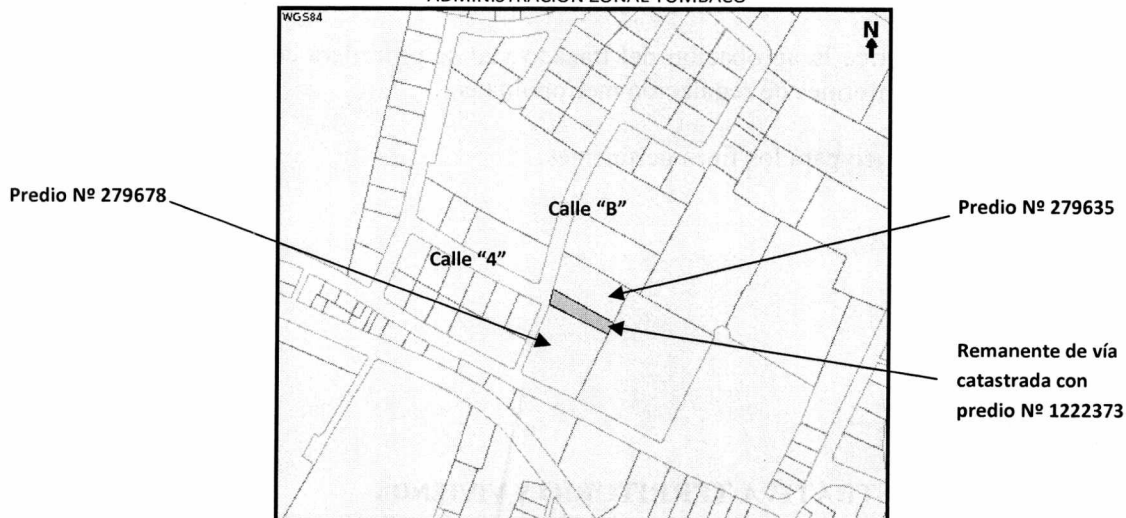 ADMINISTRACIÓN ZONAL TUMBACO
WGS84
N
Predio Nº 279678
Calle "B"
Predio Nº 279635
Calle "4"
Remanente de vía
catastrada con
predio Nº 1222373